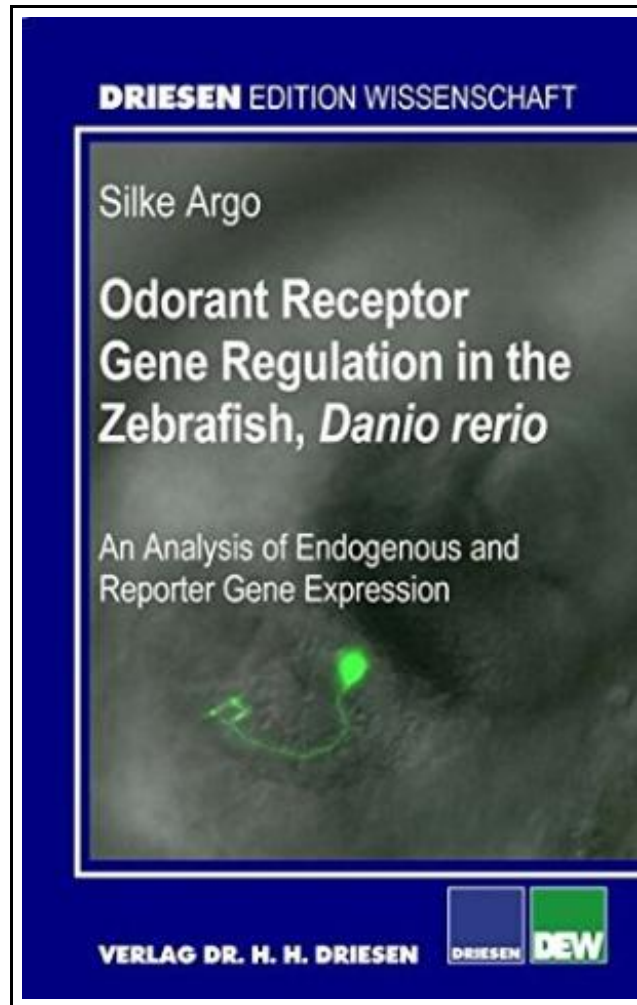 DRIESEN EDITION WISSENSCHAFT
Silke Argo
Odorant Receptor
Gene Regulation in the
Zebrafish, Danio rerio
An Analysis of Endogenous and
Reporter Gene Expression
VERLAG DR. H. H. DRIESEN
DRIESEN
DEW